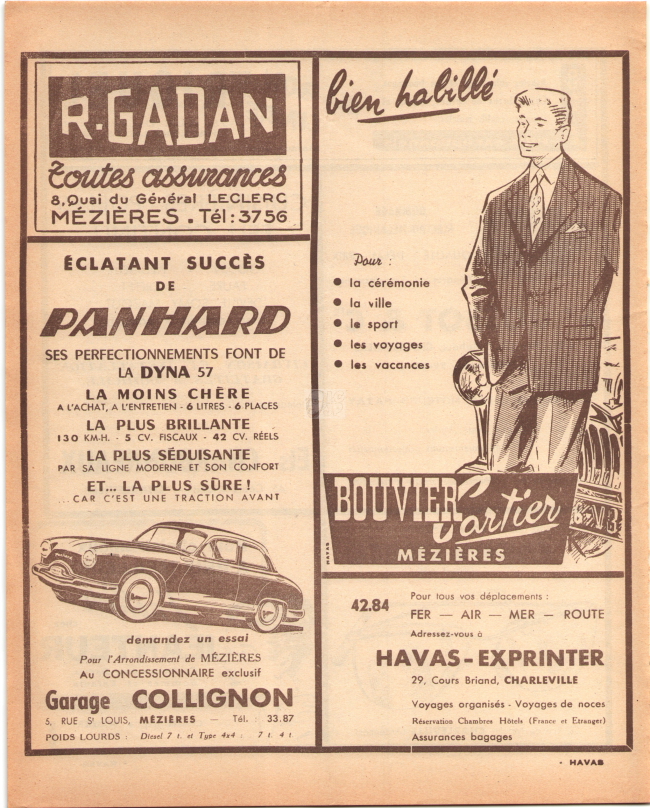 R.GADAN
Toutes assurances
8, Quai du Général LECLERC
MÉZIÈRES . Tél : 3756
ÉCLATANT SUCCÈS
DE
PANHARD
SES PERFECTIONNEMENTS FONT DE
LA DYNA 57
LA MOINS CHÈRE
A L'ACHAT, A L'ENTRETIEN - 6 LITRES - 6 PLACES
LA PLUS BRILLANTE
130 KM-H. - 5 CV. FISCAUX - 42 CV. RÉELS
LA PLUS SÉDUISANTE
PAR SA LIGNE MODERNE ET SON CONFORT
ET... LA PLUS SÛRE !
...CAR C'EST UNE TRACTION AVANT
Panhard
demandez un essai
Pour l'Arrondissement de MÉZIÈRES
Au CONCESSIONNAIRE exclusif
Garage COLLIGNON
5, RUE St LOUIS, MÉZIÈRES — Tél. : 33.87
POIDS LOURDS : Diesel 7 t. et Type 4x4 : 7 t. 4 t.
bien habillé
Pour :
• la cérémonie
• la ville
• le sport
• les voyages
• les vacances
BOUVIER
Cartier
MÉZIÈRES
HAVAS
42.84
Pour tous vos déplacements :
FER — AIR — MER — ROUTE
Adressez-vous à
HAVAS-EXPRINTER
29, Cours Briand, CHARLEVILLE
Voyages organisés - Voyages de noces
Réservation Chambres Hôtels (France et Etranger)
Assurances bagages
- HAVAS